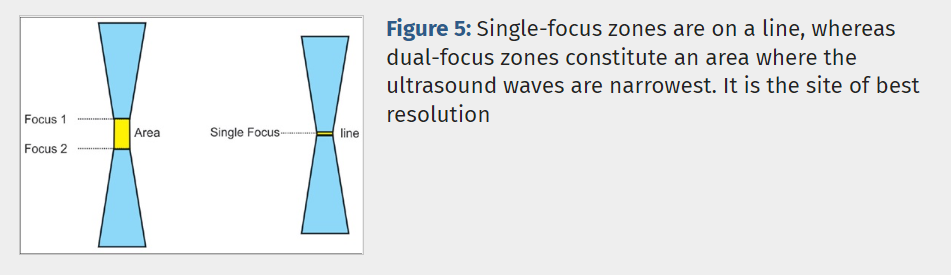 Focus 1
Area
Focus 2
Single Focus
line
Figure 5: Single-focus zones are on a line, whereas
dual-focus zones constitute an area where the
ultrasound waves are narrowest. It is the site of best
resolution